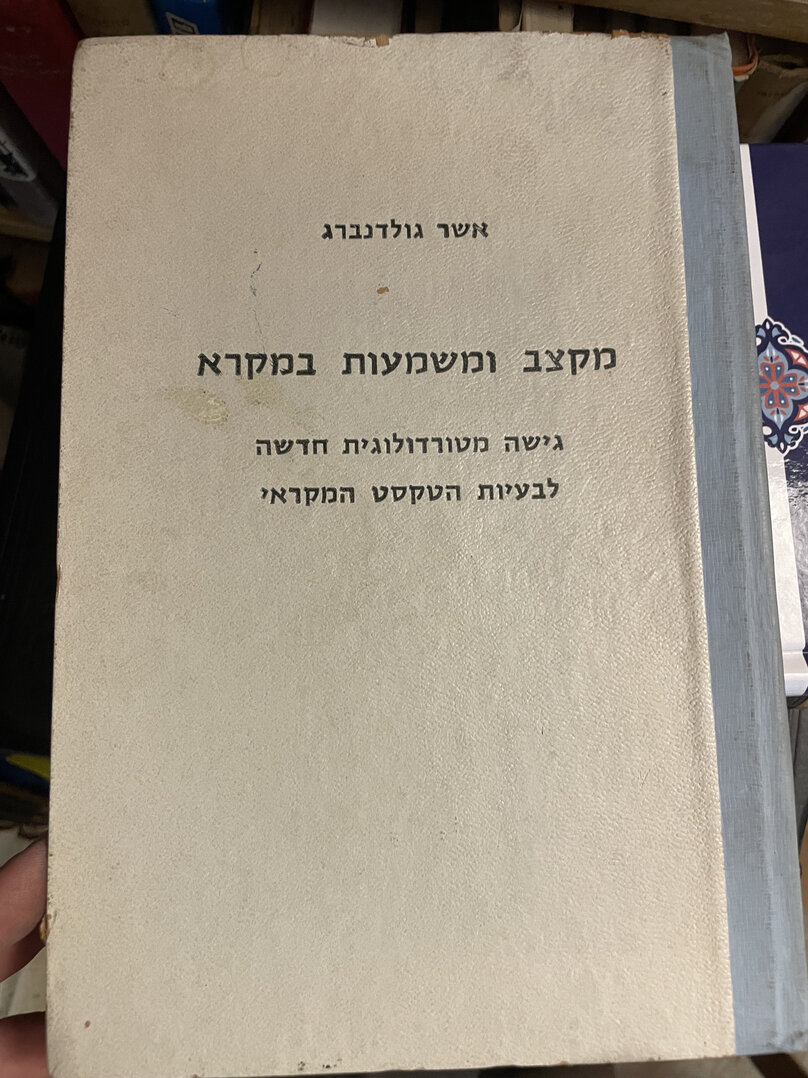 אשר גולדנברג
מקצב ומשמעות במקרא
גישה מטורדולוגית חדשה
לבעיות הטקסט המקראי